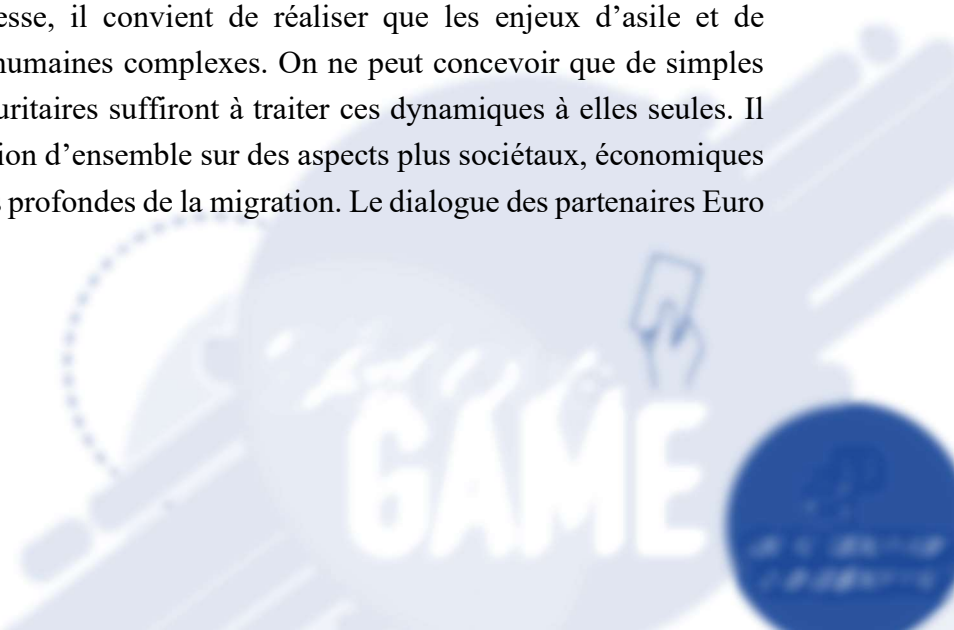 esse, il convient de réaliser que les enjeux d’asile et de
humaines complexes. On ne peut concevoir que de simples
uritaires suffiront à traiter ces dynamiques à elles seules. Il
ion d’ensemble sur des aspects plus sociétaux, économiques
s profondes de la migration. Le dialogue des partenaires Euro
GAME